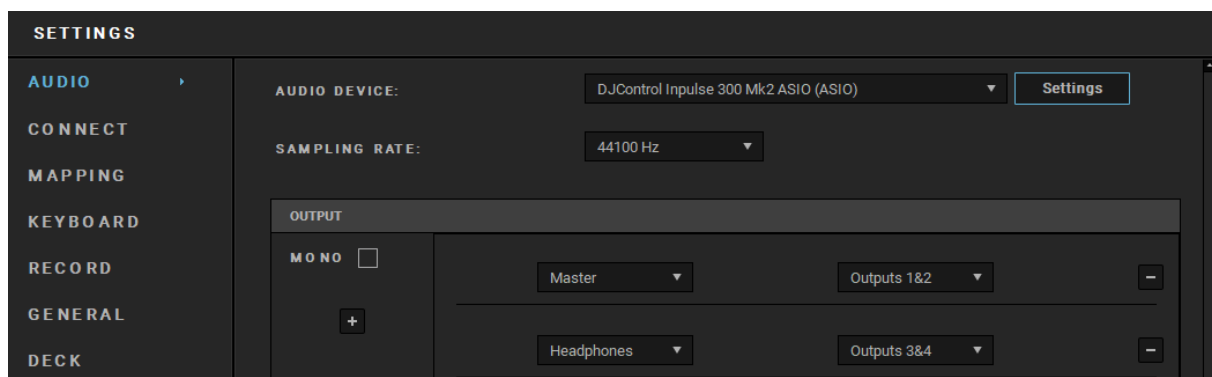 SETTINGS
AUDIO
CONNECT
MAPPING
KEYBOARD
RECORD
GENERAL
DECK
AUDIO DEVICE:
DJControl Inpulse 300 Mk2 ASIO (ASIO)
Settings
SAMPLING RATE:
44100 Hz
OUTPUT
MONO
+
Master
Outputs 1&2
−
Headphones
Outputs 3&4
−